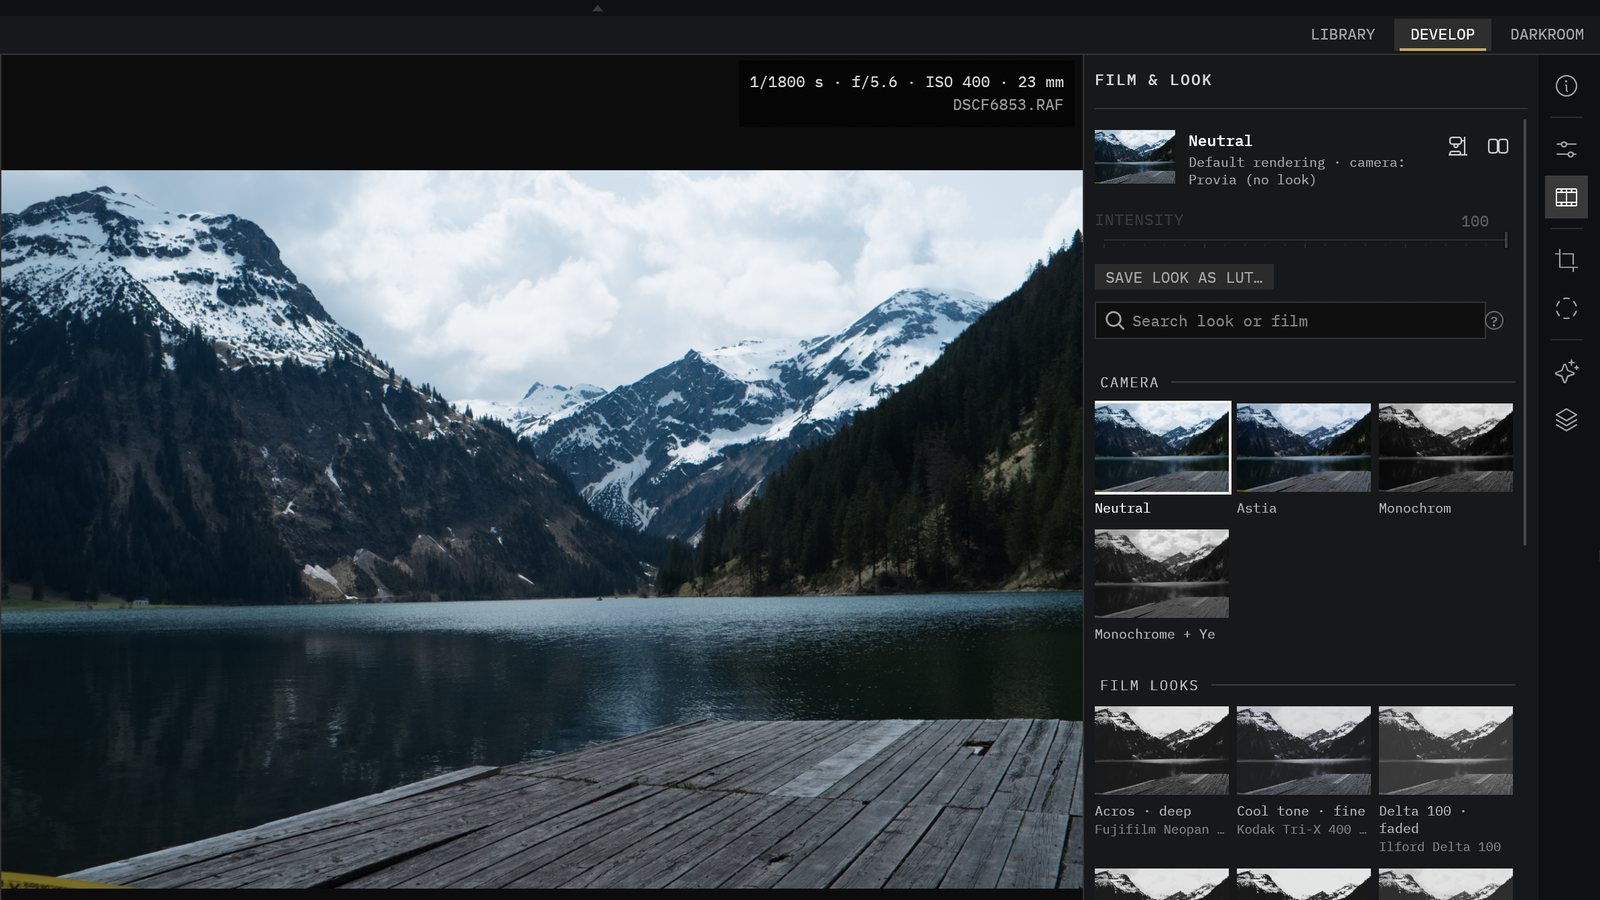 LIBRARY
DEVELOP
DARKROOM
1/1800 s · f/5.6 · ISO 400 · 23 mm
DSCF6853.RAF
FILM & LOOK
Neutral
Default rendering · camera:
Provia (no look)
INTENSITY
100
SAVE LOOK AS LUT…
Search look or film
?
CAMERA
Neutral
Astia
Monochrom
Monochrome + Ye
FILM LOOKS
Acros · deep
Fujifilm Neopan …
Cool tone · fine
Kodak Tri-X 400 …
Delta 100 ·
faded
Ilford Delta 100